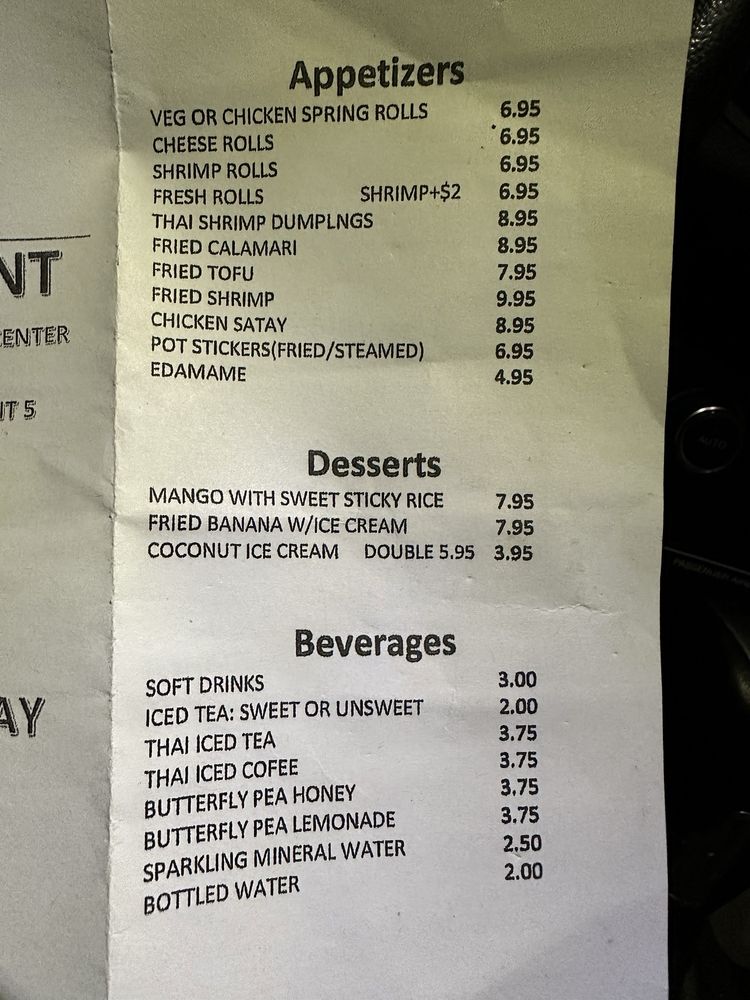 Appetizers
VEG OR CHICKEN SPRING ROLLS 6.95
CHEESE ROLLS 6.95
SHRIMP ROLLS 6.95
FRESH ROLLS SHRIMP+$2 6.95
THAI SHRIMP DUMPLNGS 8.95
FRIED CALAMARI 8.95
FRIED TOFU 7.95
FRIED SHRIMP 9.95
CHICKEN SATAY 8.95
POT STICKERS(FRIED/STEAMED) 6.95
EDAMAME 4.95
Desserts
MANGO WITH SWEET STICKY RICE 7.95
FRIED BANANA W/ICE CREAM 7.95
COCONUT ICE CREAM DOUBLE 5.95 3.95
Beverages
SOFT DRINKS 3.00
ICED TEA: SWEET OR UNSWEET 2.00
THAI ICED TEA 3.75
THAI ICED COFEE 3.75
BUTTERFLY PEA HONEY 3.75
BUTTERFLY PEA LEMONADE 3.75
SPARKLING MINERAL WATER 2.50
BOTTLED WATER 2.00
NT
ENTER
IT 5
AY
AUTO
PASSENGER